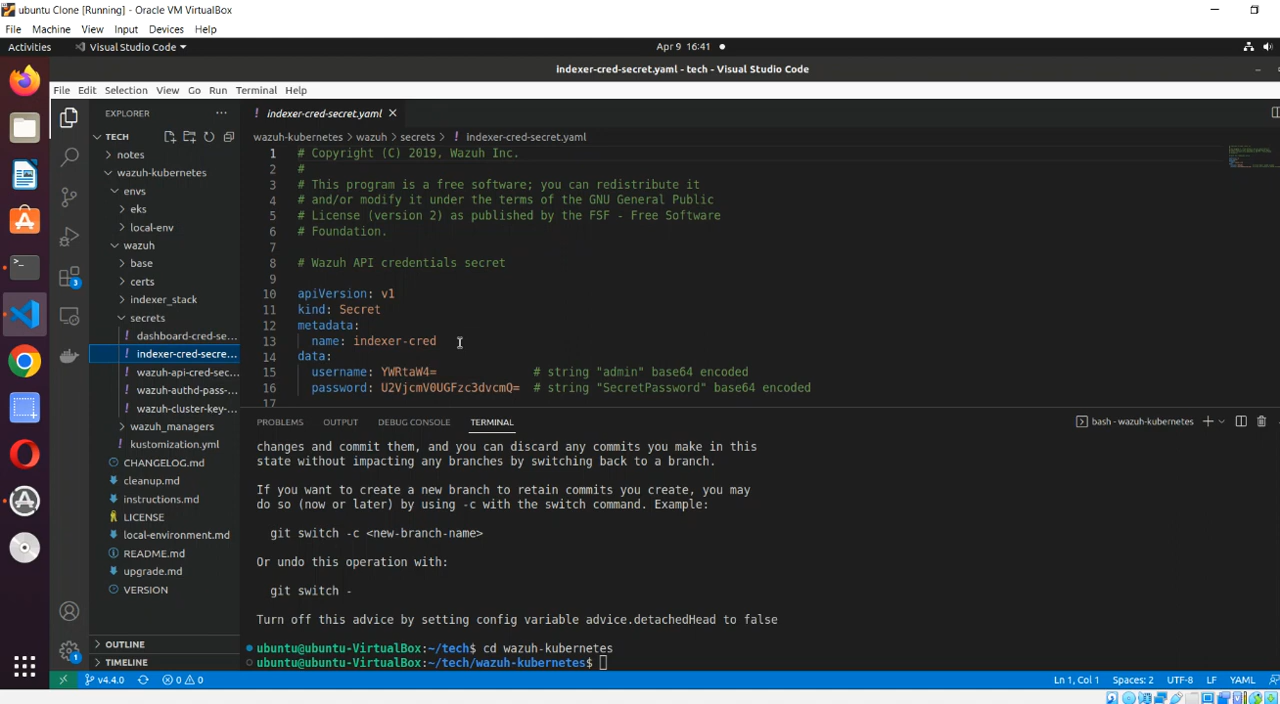 ubuntu Clone [Running] - Oracle VM VirtualBox
File Machine View Input Devices Help
Activities Visual Studio Code Apr 9 16:41
indexer-cred-secret.yaml - tech - Visual Studio Code
File Edit Selection View Go Run Terminal Help
EXPLORER
TECH
notes
wazuh-kubernetes
envs
eks
local-env
wazuh
base
certs
indexer_stack
secrets
! dashboard-cred-se...
! indexer-cred-secre...
! wazuh-api-cred-sec...
! wazuh-authd-pass-...
! wazuh-cluster-key-...
wazuh_managers
! kustomization.yml
CHANGELOG.md
cleanup.md
instructions.md
LICENSE
local-environment.md
README.md
upgrade.md
VERSION
OUTLINE
TIMELINE
3
1
! indexer-cred-secret.yaml
wazuh-kubernetes > wazuh > secrets > ! indexer-cred-secret.yaml
1 # Copyright (C) 2019, Wazuh Inc.
2 #
3 # This program is a free software; you can redistribute it
4 # and/or modify it under the terms of the GNU General Public
5 # License (version 2) as published by the FSF - Free Software
6 # Foundation.
7
8 # Wazuh API credentials secret
9
10 apiVersion: v1
11 kind: Secret
12 metadata:
13 name: indexer-cred
14 data:
15 username: YWRtaW4= # string "admin" base64 encoded
16 password: U2VjcmV0UGFzc3dvcmQ= # string "SecretPassword" base64 encoded
17
PROBLEMS OUTPUT DEBUG CONSOLE TERMINAL bash - wazuh-kubernetes
changes and commit them, and you can discard any commits you make in this
state without impacting any branches by switching back to a branch.
If you want to create a new branch to retain commits you create, you may
do so (now or later) by using -c with the switch command. Example:
git switch -c <new-branch-name>
Or undo this operation with:
git switch -
Turn off this advice by setting config variable advice.detachedHead to false
ubuntu@ubuntu-VirtualBox:~/tech$ cd wazuh-kubernetes
ubuntu@ubuntu-VirtualBox:~/tech/wazuh-kubernetes$
v4.4.0 0 0 Ln 1, Col 1 Spaces: 2 UTF-8 LF YAML